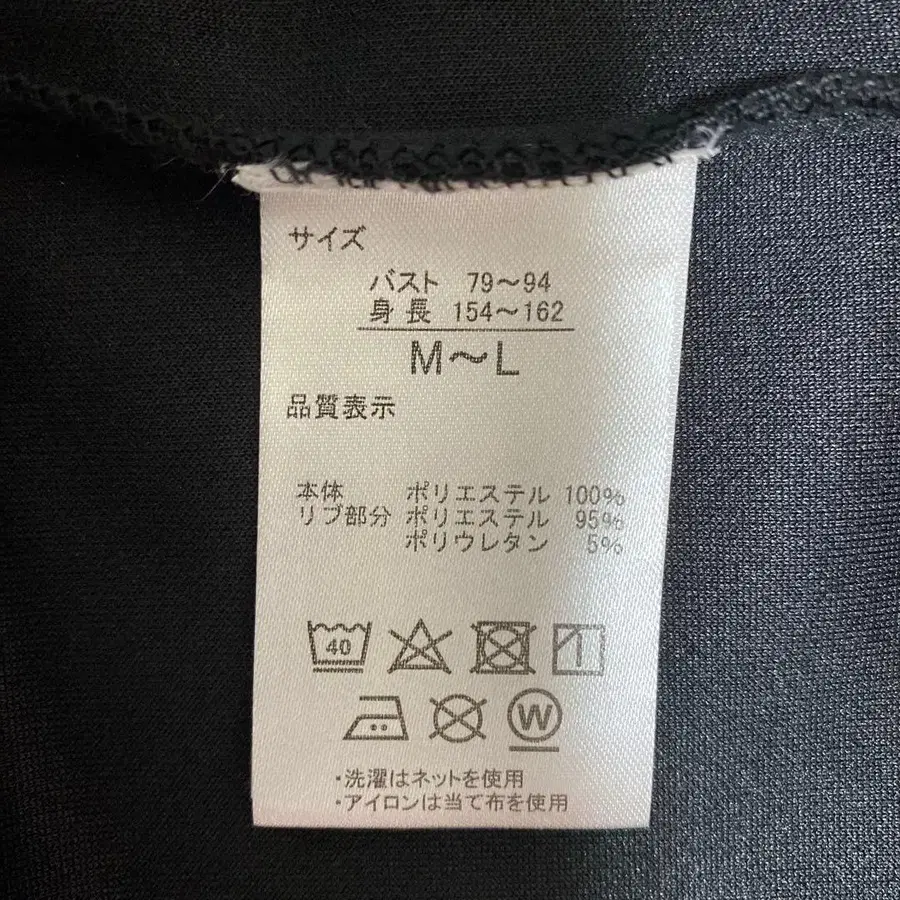 サイズ
バスト 79～94
身長 154～162
M～L
品質表示
本体 ポリエステル 100%
リブ部分 ポリエステル 95%
ポリウレタン 5%
40
W
・洗濯はネットを使用
・アイロンは当て布を使用